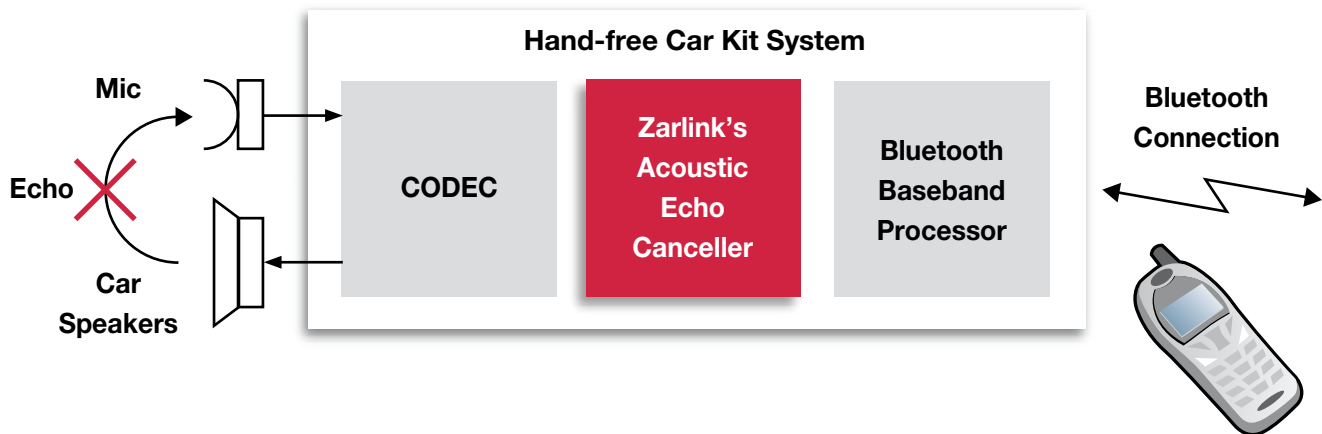 Hand-free Car Kit System
Mic
Echo
Car
Speakers
CODEC
Zarlink's
Acoustic
Echo
Canceller
Bluetooth
Baseband
Processor
Bluetooth
Connection